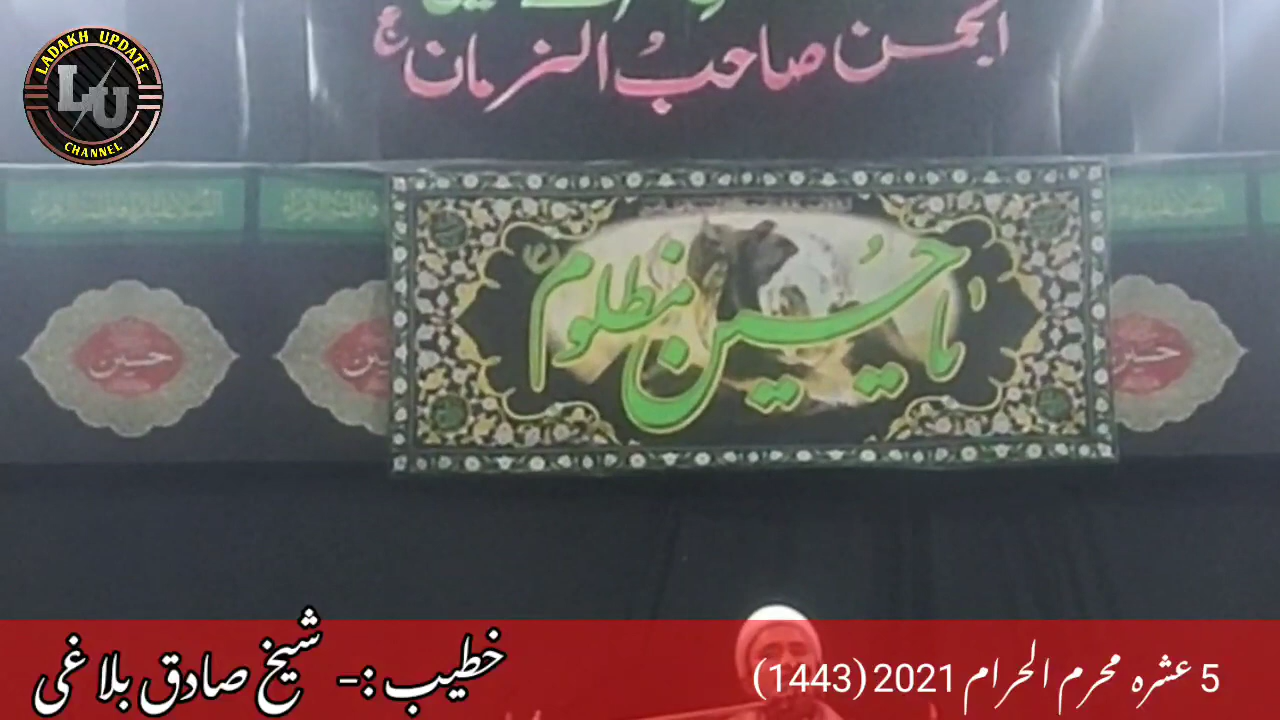 LADAKH UPDATE
LU
CHANNEL
انجمن صاحب الزمان ع
یا حسین مظلوم
حسین
حسین
حسین
خطیب :- شیخ صادق بلاغی
5 عشرہ محرم الحرام 2021 (1443)